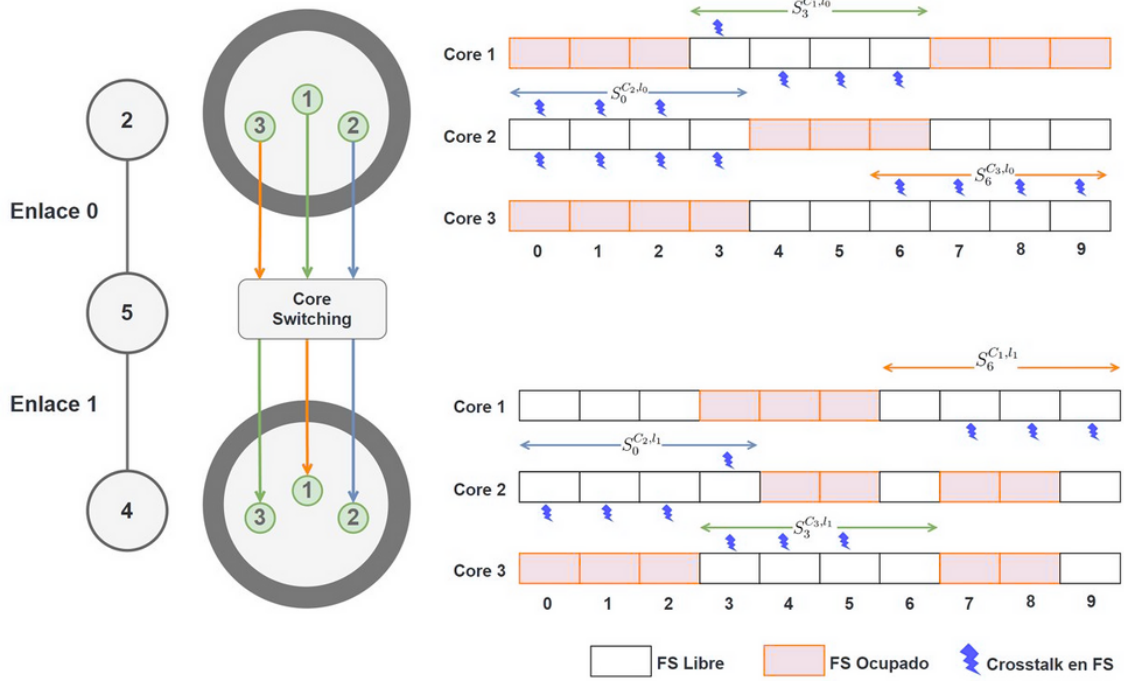 2
Enlace 0
5
Enlace 1
4
3
1
2
Core
Switching
3
1
2
S_3^{C_1,l_0}
Core 1
S_0^{C_2,l_0}
Core 2
S_6^{C_3,l_0}
Core 3
0 1 2 3 4 5 6 7 8 9
S_6^{C_1,l_1}
Core 1
S_0^{C_2,l_1}
Core 2
S_3^{C_3,l_1}
Core 3
0 1 2 3 4 5 6 7 8 9
FS Libre
FS Ocupado
Crosstalk en FS